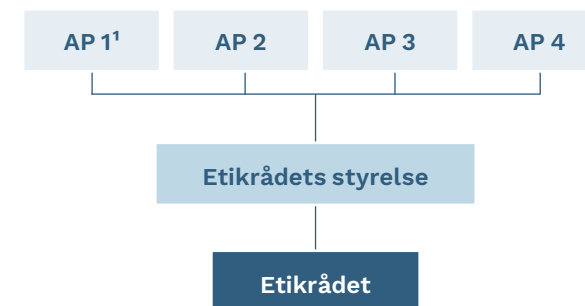 AP 1¹
AP 2
AP 3
AP 4
Etikrådets styrelse
Etikrådet